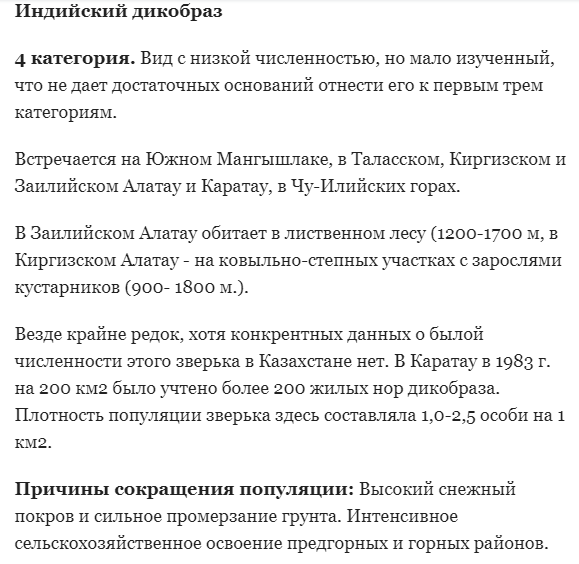 Индийский дикобраз
4 категория. Вид с низкой численностью, но мало изученный,
что не дает достаточных оснований отнести его к первым трем
категориям.
Встречается на Южном Мангышлаке, в Таласском, Киргизском и
Заилийском Алатау и Каратау, в Чу-Илийских горах.
В Заилийском Алатау обитает в лиственном лесу (1200-1700 м, в
Киргизском Алатау - на ковыльно-степных участках с зарослями
кустарников (900- 1800 м.).
Везде крайне редок, хотя конкрентных данных о былой
численности этого зверька в Казахстане нет. В Каратау в 1983 г.
на 200 км2 было учтено более 200 жилых нор дикобраза.
Плотность популяции зверька здесь составляла 1,0-2,5 особи на 1
км2.
Причины сокращения популяции: Высокий снежный
покров и сильное промерзание грунта. Интенсивное
сельскохозяйственное освоение предгорных и горных районов.